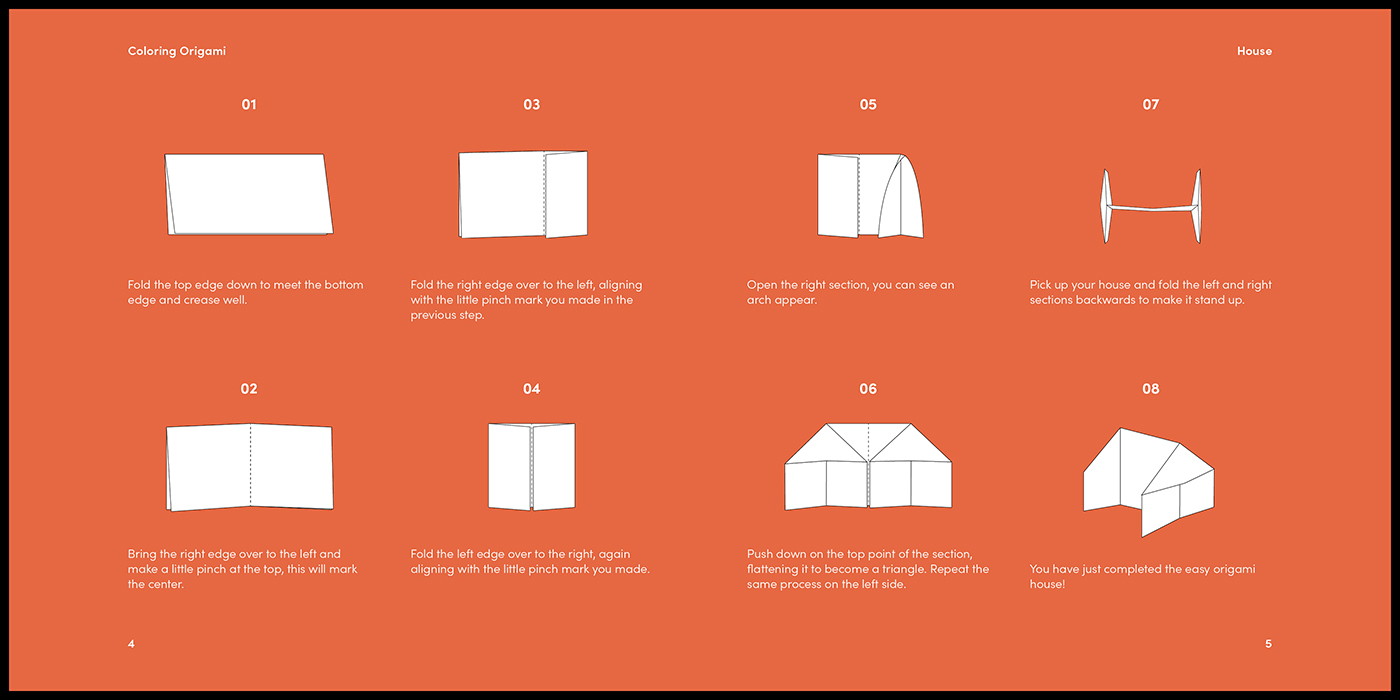 Coloring Origami
House
01
Fold the top edge down to meet the bottom
edge and crease well.
02
Bring the right edge over to the left and
make a little pinch at the top, this will mark
the center.
03
Fold the right edge over to the left, aligning
with the little pinch mark you made in the
previous step.
04
Fold the left edge over to the right, again
aligning with the little pinch mark you made.
05
Open the right section, you can see an
arch appear.
06
Push down on the top point of the section,
flattening it to become a triangle. Repeat the
same process on the left side.
07
Pick up your house and fold the left and right
sections backwards to make it stand up.
08
You have just completed the easy origami
house!
4
5